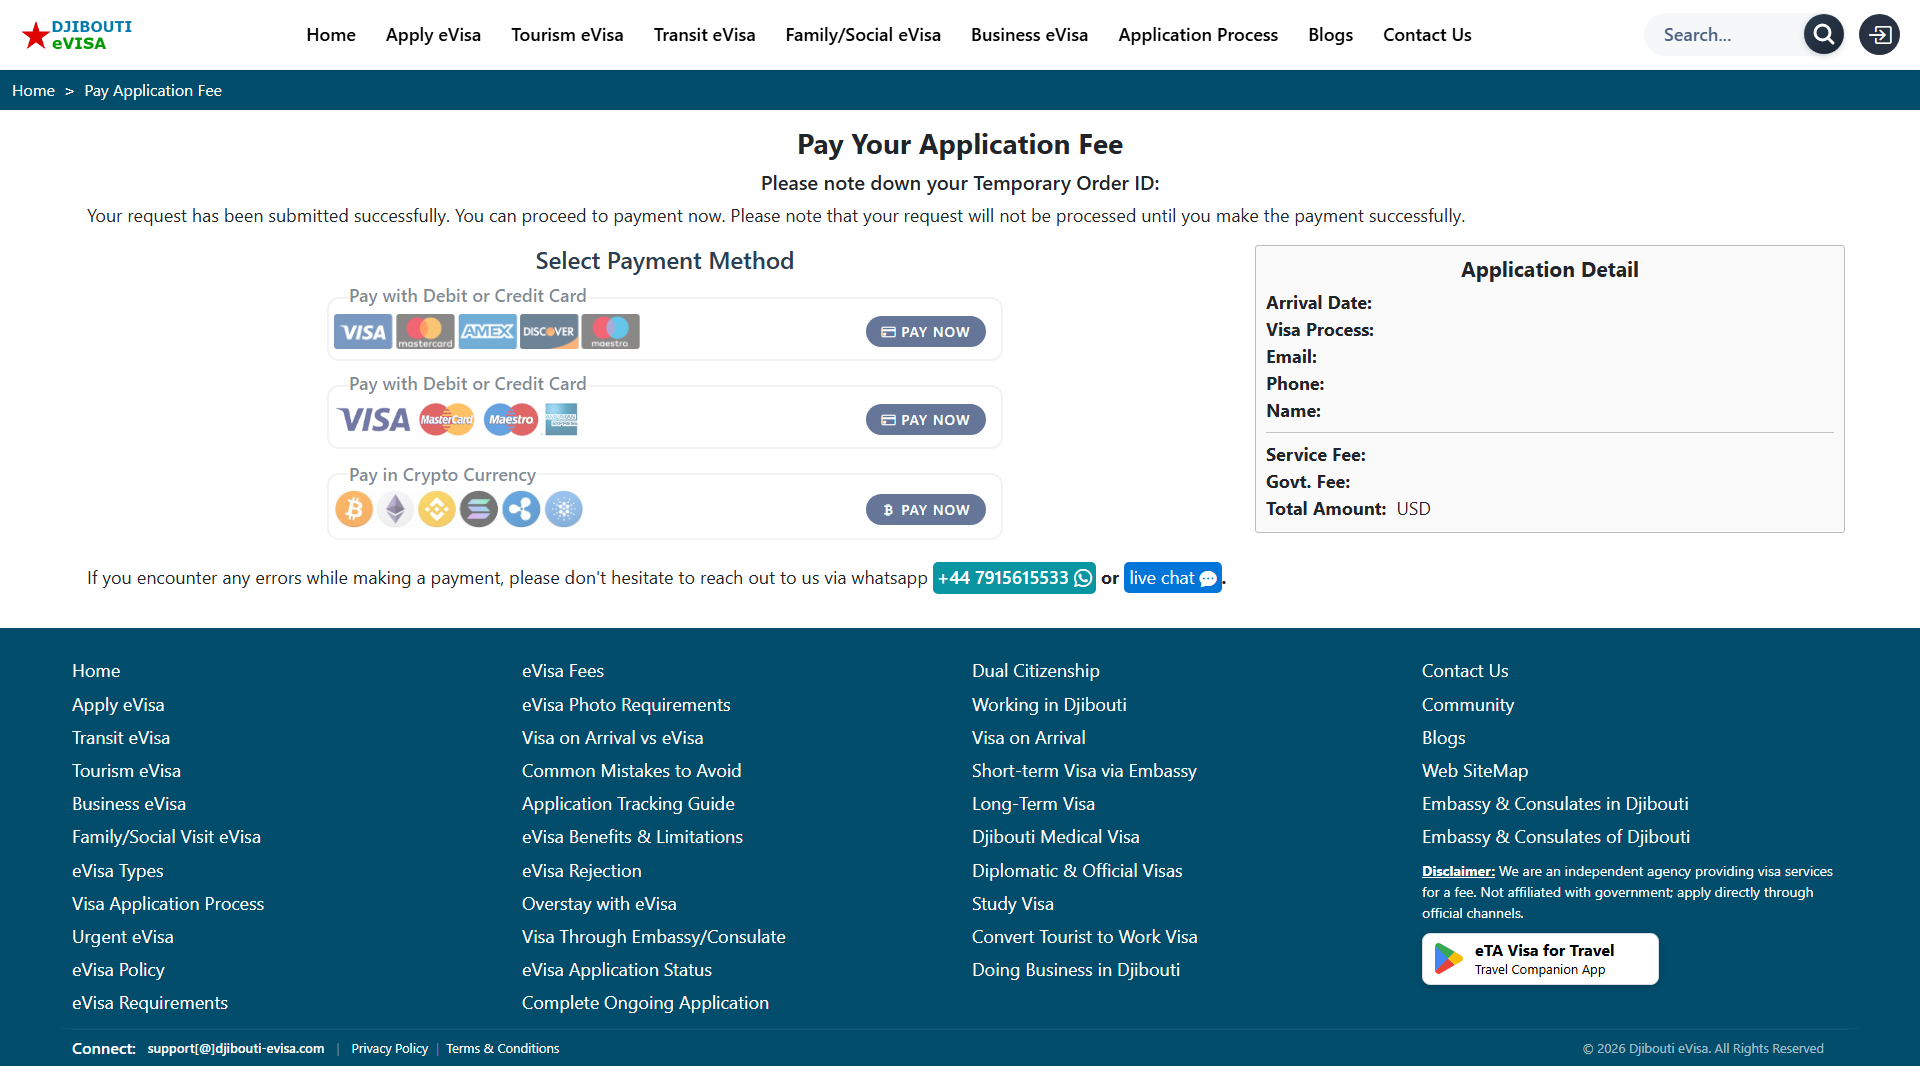 DJIBOUTI
eVISA
Home
Apply eVisa
Tourism eVisa
Transit eVisa
Family/Social eVisa
Business eVisa
Application Process
Blogs
Contact Us
Search...
Home > Pay Application Fee
Pay Your Application Fee
Please note down your Temporary Order ID:
Your request has been submitted successfully. You can proceed to payment now. Please note that your request will not be processed until you make the payment successfully.
Select Payment Method
Pay with Debit or Credit Card
VISA
mastercard
AMEX
DISCOVER
maestro
PAY NOW
Pay with Debit or Credit Card
VISA
MasterCard
Maestro
PAY NOW
Pay in Crypto Currency
PAY NOW
Application Detail
Arrival Date:
Visa Process:
Email:
Phone:
Name:
Service Fee:
Govt. Fee:
Total Amount: USD
If you encounter any errors while making a payment, please don't hesitate to reach out to us via whatsapp +44 7915615533 or live chat .
Home
Apply eVisa
Transit eVisa
Tourism eVisa
Business eVisa
Family/Social Visit eVisa
eVisa Types
Visa Application Process
Urgent eVisa
eVisa Policy
eVisa Requirements
eVisa Fees
eVisa Photo Requirements
Visa on Arrival vs eVisa
Common Mistakes to Avoid
Application Tracking Guide
eVisa Benefits & Limitations
eVisa Rejection
Overstay with eVisa
Visa Through Embassy/Consulate
eVisa Application Status
Complete Ongoing Application
Dual Citizenship
Working in Djibouti
Visa on Arrival
Short-term Visa via Embassy
Long-Term Visa
Djibouti Medical Visa
Diplomatic & Official Visas
Study Visa
Convert Tourist to Work Visa
Doing Business in Djibouti
Contact Us
Community
Blogs
Web SiteMap
Embassy & Consulates in Djibouti
Embassy & Consulates of Djibouti
Disclaimer: We are an independent agency providing visa services
for a fee. Not affiliated with government; apply directly through
official channels.
eTA Visa for Travel
Travel Companion App
Connect: support[@]djibouti-evisa.com | Privacy Policy | Terms & Conditions
© 2026 Djibouti eVisa. All Rights Reserved